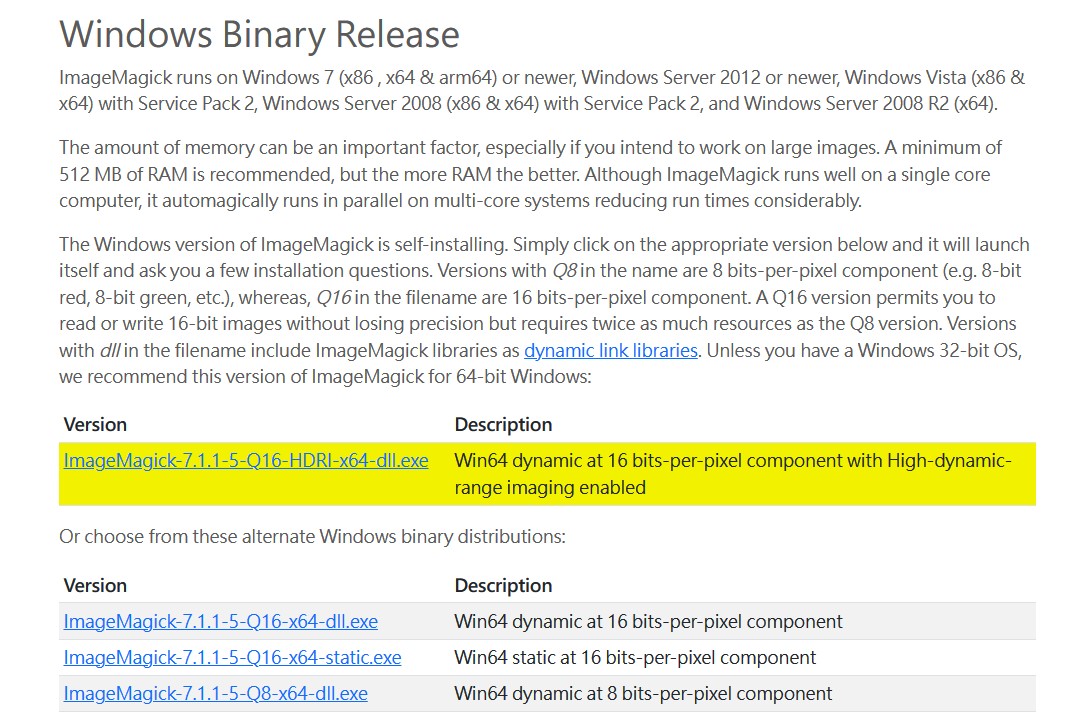 Windows Binary Release
ImageMagick runs on Windows 7 (x86 , x64 & arm64) or newer, Windows Server 2012 or newer, Windows Vista (x86 &
x64) with Service Pack 2, Windows Server 2008 (x86 & x64) with Service Pack 2, and Windows Server 2008 R2 (x64).
The amount of memory can be an important factor, especially if you intend to work on large images. A minimum of
512 MB of RAM is recommended, but the more RAM the better. Although ImageMagick runs well on a single core
computer, it automagically runs in parallel on multi-core systems reducing run times considerably.
The Windows version of ImageMagick is self-installing. Simply click on the appropriate version below and it will launch
itself and ask you a few installation questions. Versions with Q8 in the name are 8 bits-per-pixel component (e.g. 8-bit
red, 8-bit green, etc.), whereas, Q16 in the filename are 16 bits-per-pixel component. A Q16 version permits you to
read or write 16-bit images without losing precision but requires twice as much resources as the Q8 version. Versions
with dll in the filename include ImageMagick libraries as dynamic link libraries. Unless you have a Windows 32-bit OS,
we recommend this version of ImageMagick for 64-bit Windows:
Version Description
ImageMagick-7.1.1-5-Q16-HDRI-x64-dll.exe Win64 dynamic at 16 bits-per-pixel component with High-dynamic-
range imaging enabled
Or choose from these alternate Windows binary distributions:
Version Description
ImageMagick-7.1.1-5-Q16-x64-dll.exe Win64 dynamic at 16 bits-per-pixel component
ImageMagick-7.1.1-5-Q16-x64-static.exe Win64 static at 16 bits-per-pixel component
ImageMagick-7.1.1-5-Q8-x64-dll.exe Win64 dynamic at 8 bits-per-pixel component